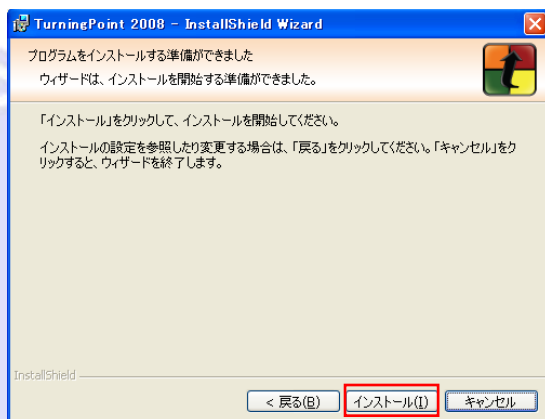 TurningPoint 2008 - InstallShield Wizard
プログラムをインストールする準備ができました
ウィザードは、インストールを開始する準備ができました。
「インストール」をクリックして、インストールを開始してください。
インストールの設定を参照したり変更する場合は、「戻る」をクリックしてください。「キャンセル」をク
リックすると、ウィザードを終了します。
InstallShield
< 戻る(B) インストール(I) キャンセル